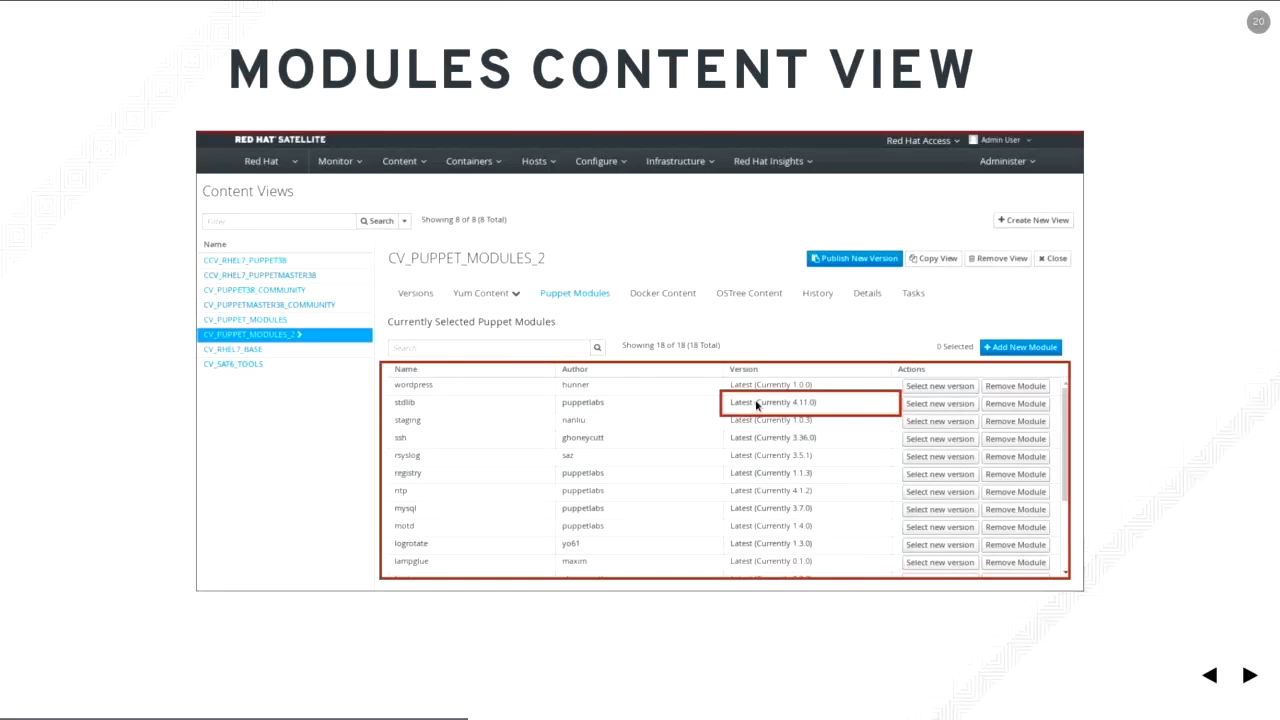 20
MODULES CONTENT VIEW
RED HAT SATELLITE
Red Hat Access
Admin User
Red Hat Monitor Content Containers Hosts Configure Infrastructure Red Hat Insights Administer
Content Views
Filter
Search
Showing 8 of 8 (8 Total)
Create New View
Name
CCV_RHEL7_PUPPET38
CCV_RHEL7_PUPPETMASTER38
CV_PUPPET38_COMMUNITY
CV_PUPPETMASTER38_COMMUNITY
CV_PUPPET_MODULES
CV_PUPPET_MODULES_2
CV_RHEL7_BASE
CV_SAT6_TOOLS
CV_PUPPET_MODULES_2
Publish New Version Copy View Remove View Close
Versions Yum Content Puppet Modules Docker Content OSTree Content History Details Tasks
Currently Selected Puppet Modules
Search
Showing 18 of 18 (18 Total)
0 Selected
Add New Module
Name Author Version Actions
wordpress hunner Latest (Currently 1.0.0) Select new version Remove Module
stdlib puppetlabs Latest (Currently 4.11.0) Select new version Remove Module
staging nanliu Latest (Currently 1.0.3) Select new version Remove Module
ssh ghoneycutt Latest (Currently 3.36.0) Select new version Remove Module
rsyslog saz Latest (Currently 3.5.1) Select new version Remove Module
registry puppetlabs Latest (Currently 1.1.3) Select new version Remove Module
ntp puppetlabs Latest (Currently 4.1.2) Select new version Remove Module
mysql puppetlabs Latest (Currently 3.7.0) Select new version Remove Module
motd puppetlabs Latest (Currently 1.4.0) Select new version Remove Module
logrotate yo61 Latest (Currently 1.3.0) Select new version Remove Module
lampglue maxim Latest (Currently 0.1.0) Select new version Remove Module